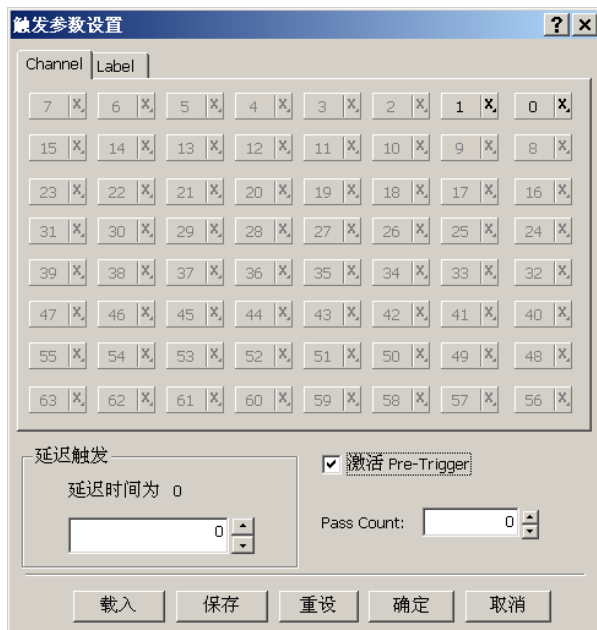 触发参数设置 ? ×
Channel Label
7 X 6 X 5 X 4 X 3 X 2 X 1 X 0 X
15 X 14 X 13 X 12 X 11 X 10 X 9 X 8 X
23 X 22 X 21 X 20 X 19 X 18 X 17 X 16 X
31 X 30 X 29 X 28 X 27 X 26 X 25 X 24 X
39 X 38 X 37 X 36 X 35 X 34 X 33 X 32 X
47 X 46 X 45 X 44 X 43 X 42 X 41 X 40 X
55 X 54 X 53 X 52 X 51 X 50 X 49 X 48 X
63 X 62 X 61 X 60 X 59 X 58 X 57 X 56 X
延迟触发
延迟时间为 0
0
激活 Pre-Trigger
Pass Count: 0
载入 保存 重设 确定 取消